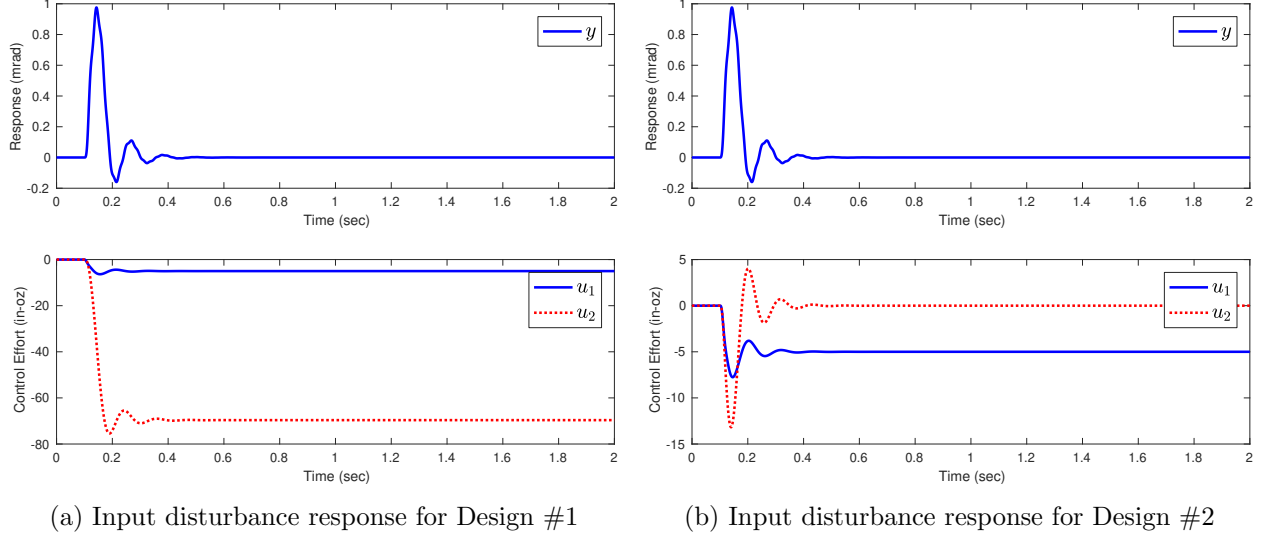 1
0.8
0.6
0.4
0.2
0
-0.2
Response (mrad)
y
0 0.2 0.4 0.6 0.8 1 1.2 1.4 1.6 1.8 2
Time (sec)
0
-20
-40
-60
-80
Control Effort (in-oz)
u1
u2
0 0.2 0.4 0.6 0.8 1 1.2 1.4 1.6 1.8 2
Time (sec)
(a) Input disturbance response for Design #1
1
0.8
0.6
0.4
0.2
0
-0.2
Response (mrad)
y
0 0.2 0.4 0.6 0.8 1 1.2 1.4 1.6 1.8 2
Time (sec)
5
0
-5
-10
-15
Control Effort (in-oz)
u1
u2
0 0.2 0.4 0.6 0.8 1 1.2 1.4 1.6 1.8 2
Time (sec)
(b) Input disturbance response for Design #2